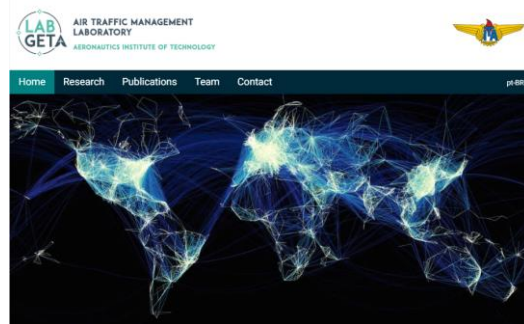 LAB
GETA
AIR TRAFFIC MANAGEMENT
LABORATORY
AERONAUTICS INSTITUTE OF TECHNOLOGY
Home Research Publications Team Contact pt-BR